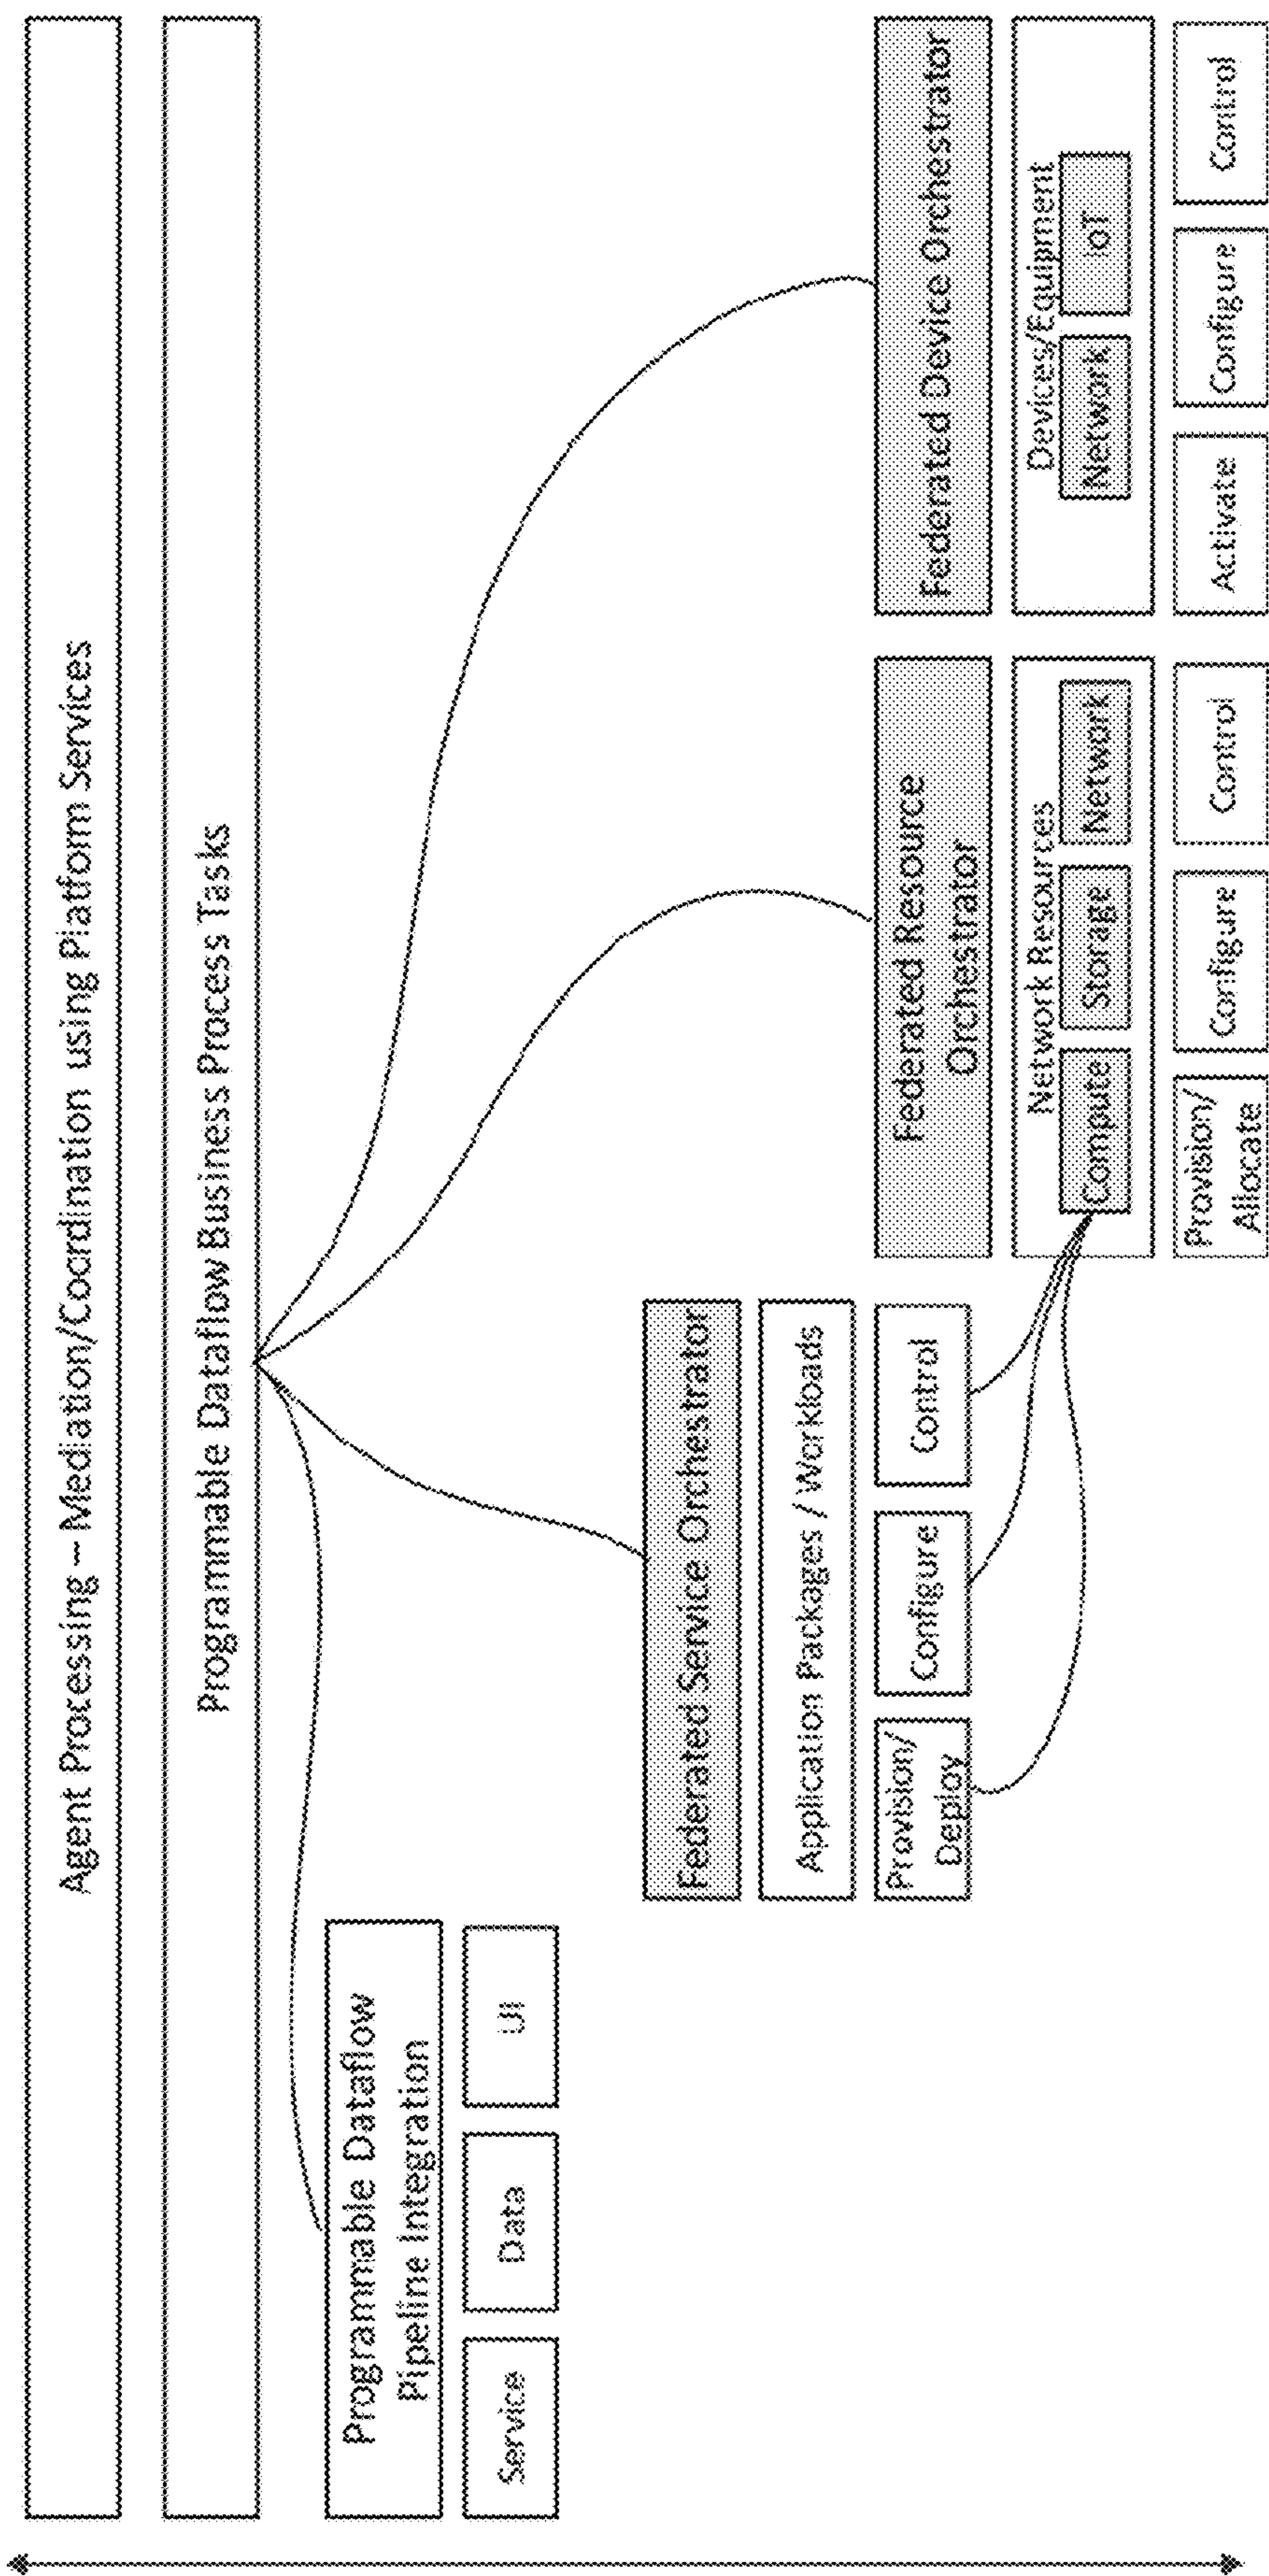 Agent Processing – Mediation/Coordination using Platform Services
Programmable Dataflow Business Process Tasks
Programmable Dataflow
Pipeline Integration
Service
Data
UI
Federated Service Orchestrator
Application Packages / Workloads
Provision/
Deploy
Configure
Control
Federated Resource
Orchestrator
Network Resources
Compute
Storage
Network
Provision/
Allocate
Configure
Control
Federated Device Orchestrator
Devices/Equipment
Network
IoT
Activate
Configure
Control